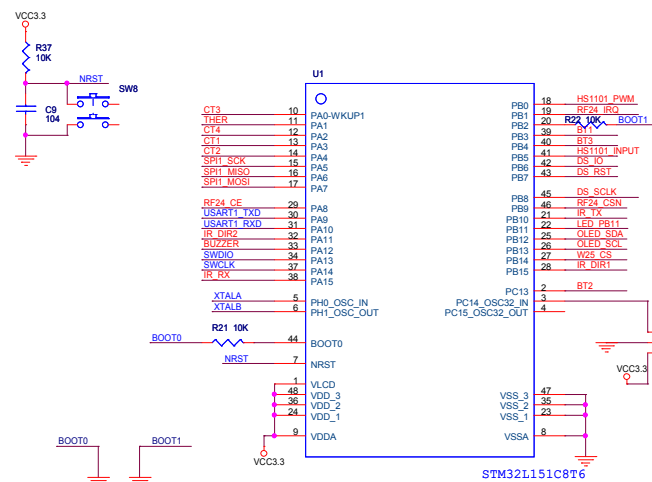 VCC3.3
R37
10K
NRST
SW8
C9
104
U1
CT3 10 PA0-WKUP1
THER 11 PA1
CT4 12 PA2
CT1 13 PA3
CT2 14 PA4
SPI1_SCK 15 PA5
SPI1_MISO 16 PA6
SPI1_MOSI 17 PA7
RF24_CE 29 PA8
USART1_TXD 30 PA9
USART1_RXD 31 PA10
IR_DIR2 32 PA11
BUZZER 33 PA12
SWDIO 34 PA13
SWCLK 37 PA14
IR_RX 38 PA15
XTALA 5 PH0_OSC_IN
XTALB 6 PH1_OSC_OUT
R21 10K
BOOT0 44 BOOT0
NRST 7 NRST
1 VLCD
48 VDD_3
36 VDD_2
24 VDD_1
9 VDDA
VCC3.3
PB0 18 HS1101_PWM
PB1 19 RF24_IRQ
PB2 20 R22 10K BOOT1
PB3 39 BT1
PB4 40 BT3
PB5 41 HS1101_INPUT
PB6 42 DS_IO
PB7 43 DS_RST
PB8 45 DS_SCLK
PB9 46 RF24_CSN
PB10 21 IR_TX
PB11 22 LED_PB11
PB12 25 OLED_SDA
PB13 26 OLED_SCL
PB14 27 W25_CS
PB15 28 IR_DIR1
PC13 2 BT2
PC14_OSC32_IN 3
PC15_OSC32_OUT 4
VCC3.3
VSS_3 47
VSS_2 35
VSS_1 23
VSSA 8
STM32L151C8T6
BOOT0
BOOT1